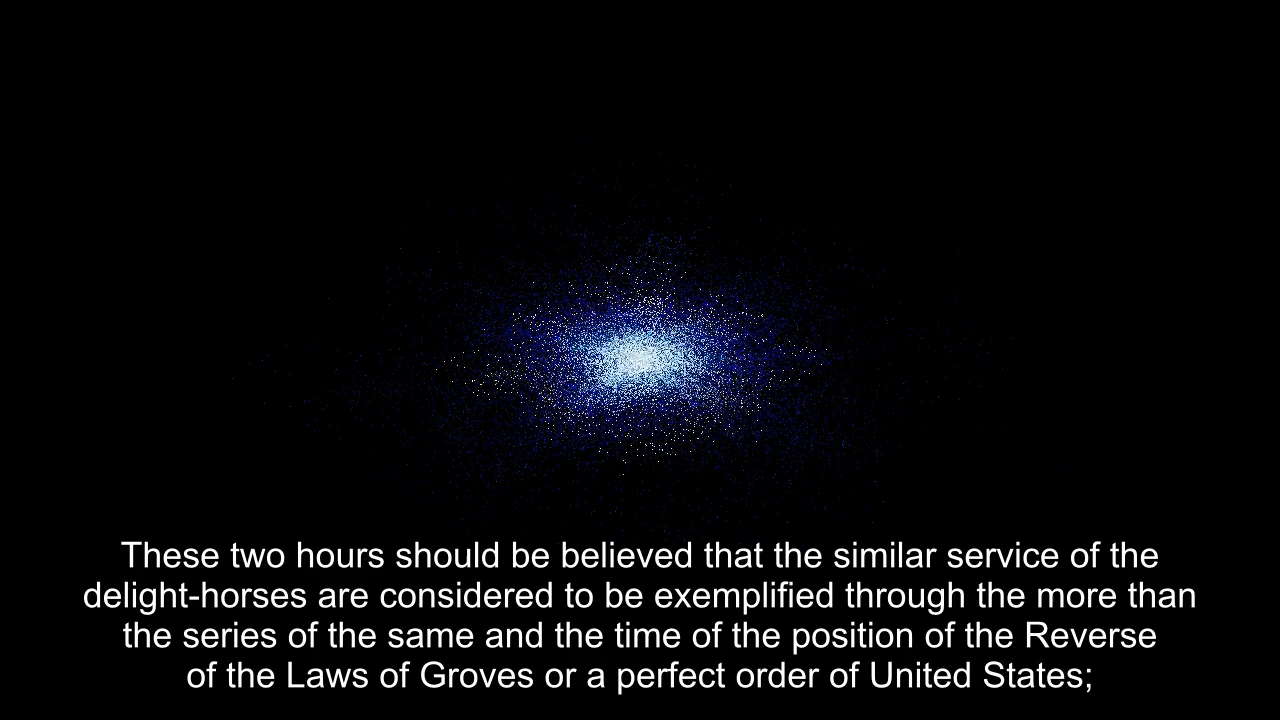 These two hours should be believed that the similar service of the
delight-horses are considered to be exemplified through the more than
the series of the same and the time of the position of the Reverse
of the Laws of Groves or a perfect order of United States;